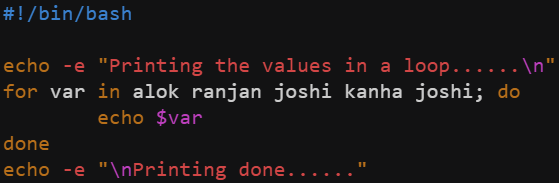 #!/bin/bash
echo -e "Printing the values in a loop......\n"
for var in alok ranjan joshi kanha joshi; do
echo $var
done
echo -e "\nPrinting done......"